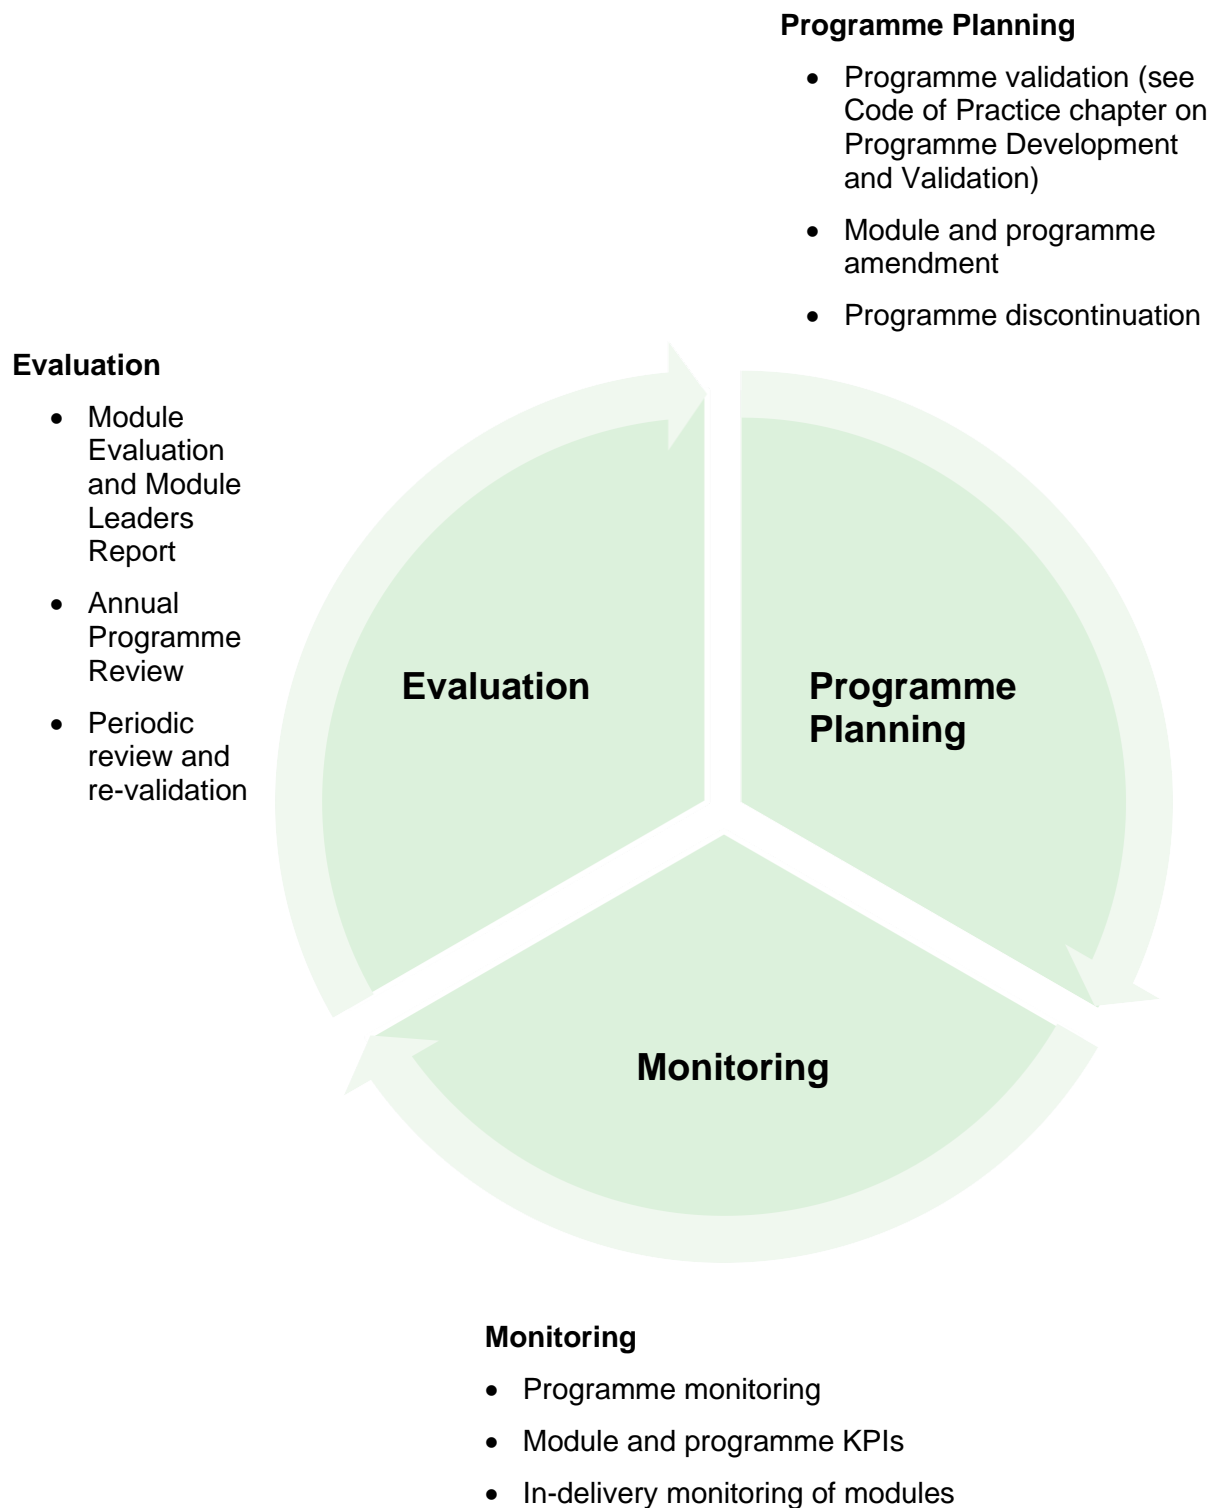 Programme Planning
• Programme validation (see
Code of Practice chapter on
Programme Development
and Validation)
• Module and programme
amendment
• Programme discontinuation
Evaluation
• Module
Evaluation
and Module
Leaders
Report
• Annual
Programme
Review
• Periodic
review and
re-validation
Evaluation
Programme
Planning
Monitoring
Monitoring
• Programme monitoring
• Module and programme KPIs
• In-delivery monitoring of modules